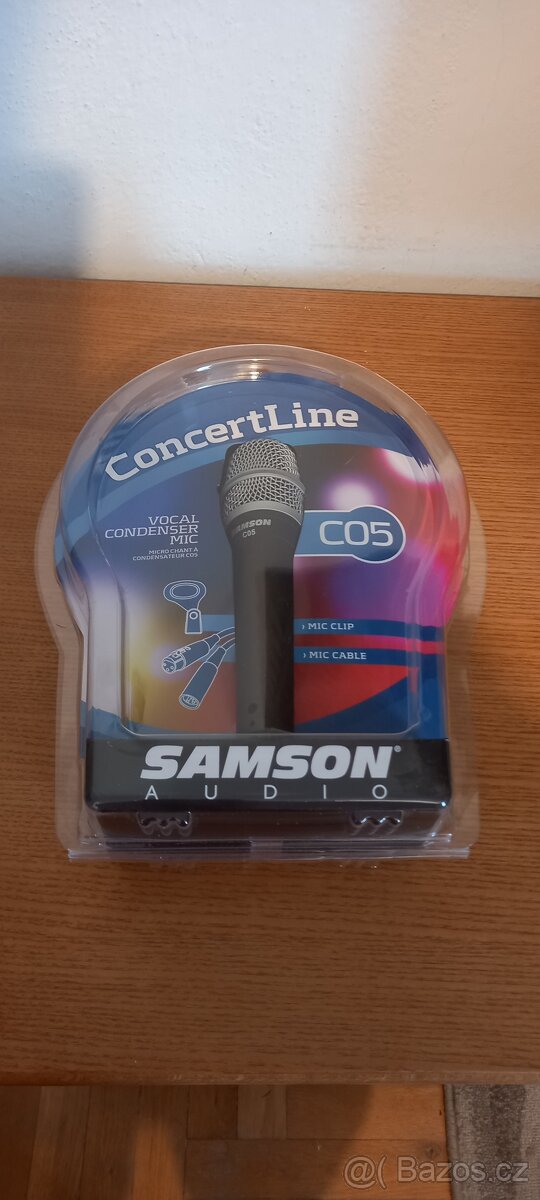 ConcertLine
VOCAL
CONDENSER
MIC
MICRO CHANT À
CONDENSATEUR C05
SAMSON
C05
C05
› MIC CLIP
› MIC CABLE
SAMSON®
AUDIO
@( Bazos.cz